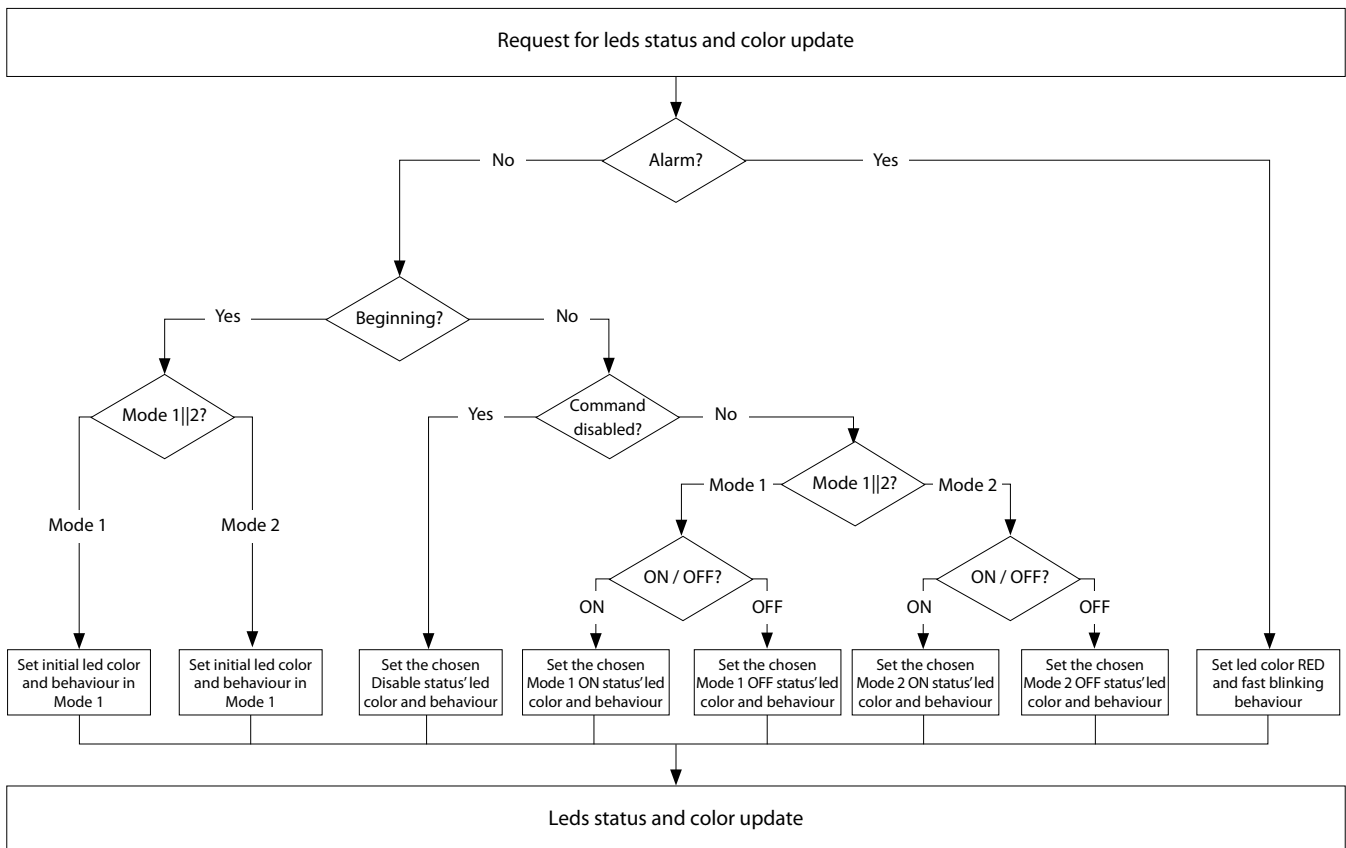 Request for leds status and color update
Alarm?
No
Yes
Beginning?
Yes
No
Mode 1||2?
Command
disabled?
Yes
No
Mode 1||2?
Mode 1
Mode 2
Mode 1
Mode 2
ON / OFF?
ON / OFF?
ON
OFF
ON
OFF
Set initial led color
and behaviour in
Mode 1
Set initial led color
and behaviour in
Mode 1
Set the chosen
Disable status' led
color and behaviour
Set the chosen
Mode 1 ON status' led
color and behaviour
Set the chosen
Mode 1 OFF status' led
color and behaviour
Set the chosen
Mode 2 ON status' led
color and behaviour
Set the chosen
Mode 2 OFF status' led
color and behaviour
Set led color RED
and fast blinking
behaviour
Leds status and color update